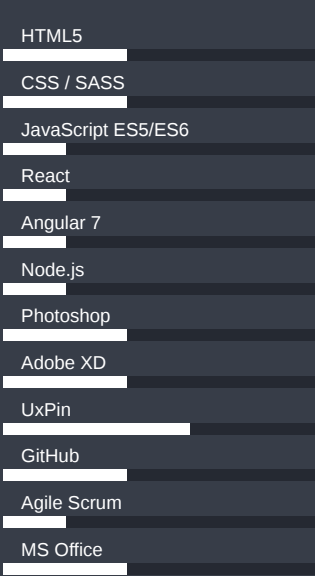 HTML5
CSS / SASS
JavaScript ES5/ES6
React
Angular 7
Node.js
Photoshop
Adobe XD
UxPin
GitHub
Agile Scrum
MS Office